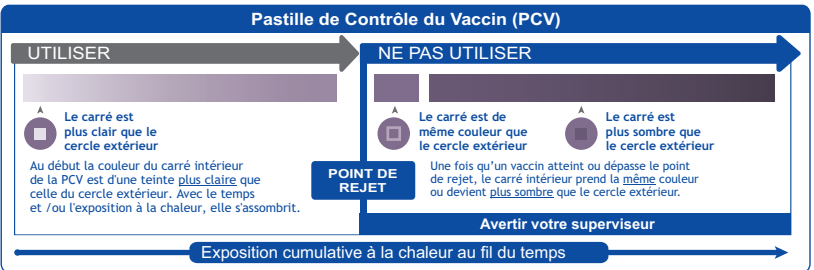 Pastille de Contrôle du Vaccin (PCV)
UTILISER
NE PAS UTILISER
Le carré est
plus clair que le
cercle extérieur
Au début la couleur du carré intérieur
de la PCV est d'une teinte plus claire que
celle du cercle extérieur. Avec le temps
et /ou l'exposition à la chaleur, elle s'assombrit.
POINT DE
REJET
Le carré est de
même couleur que
le cercle extérieur
Le carré est
plus sombre que
le cercle extérieur
Une fois qu'un vaccin atteint ou dépasse le point
de rejet, le carré intérieur prend la même couleur
ou devient plus sombre que le cercle extérieur.
Avertir votre superviseur
Exposition cumulative à la chaleur au fil du temps